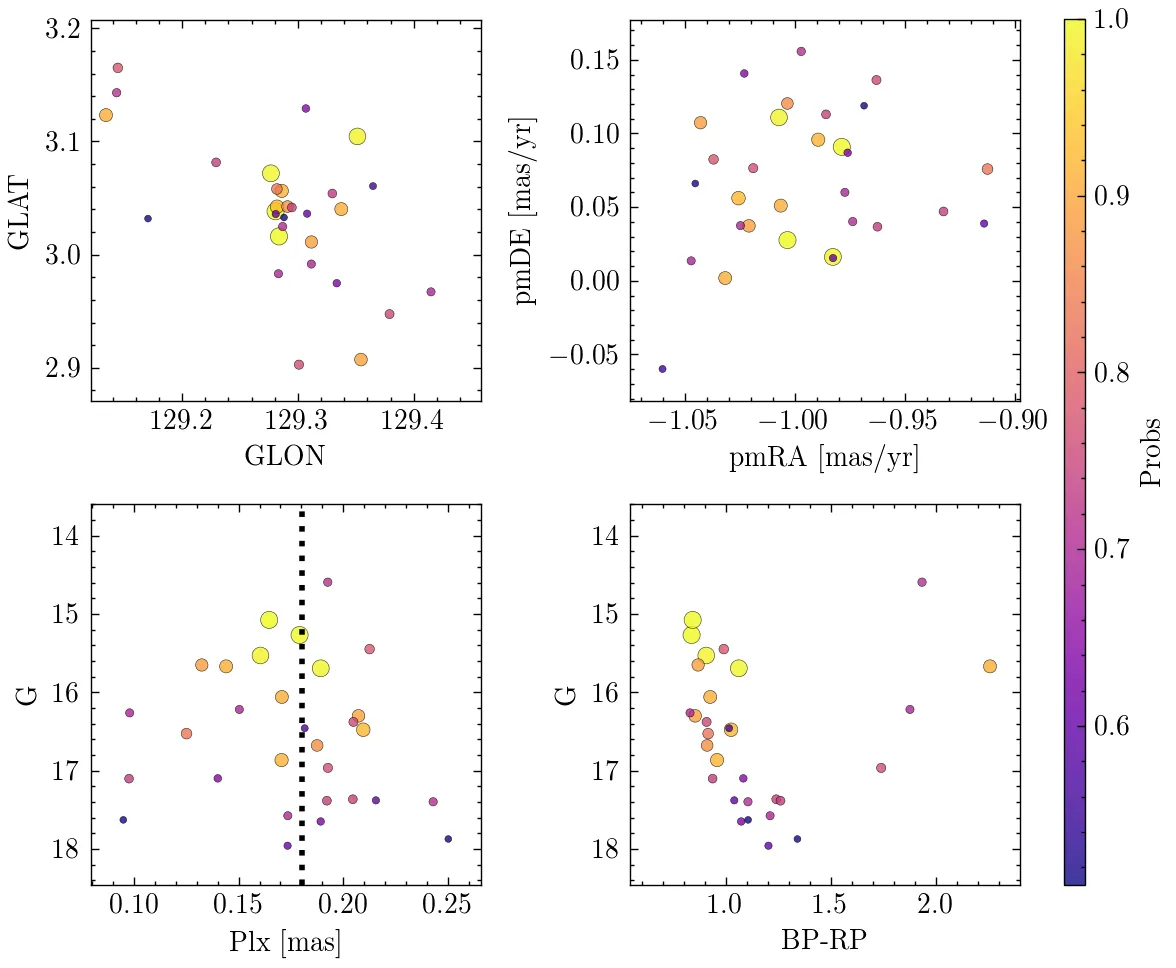 3.2
3.1
3.0
2.9
GLAT
129.2 129.3 129.4
GLON
0.15
0.10
0.05
0.00
−0.05
pmDE [mas/yr]
−1.05 −1.00 −0.95 −0.90
pmRA [mas/yr]
14
15
16
17
18
G
0.10 0.15 0.20 0.25
Plx [mas]
14
15
16
17
18
G
1.0 1.5 2.0
BP-RP
1.0
0.9
0.8
0.7
0.6
Probs